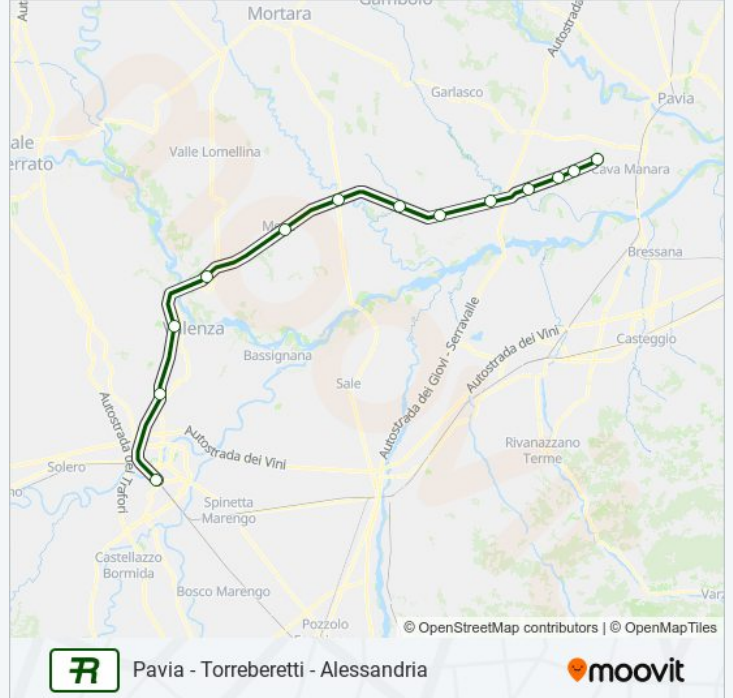 Mortara
Garlasco
Pavia
Valle Lomellina
Cava Manara
Bressana
Valenza
Bassignana
Casteggio
Autostrada dei Vini
Autostrada dei Giovi - Serravalle
Sale
Autostrada dei Trafori
Autostrada dei Vini
Rivanazzano
Terme
Solero
Spinetta
Marengo
Castellazzo
Bormida
Bosco Marengo
Pozzolo
© OpenStreetMap contributors | © OpenMapTiles
R
Pavia - Torreberetti - Alessandria
moovit